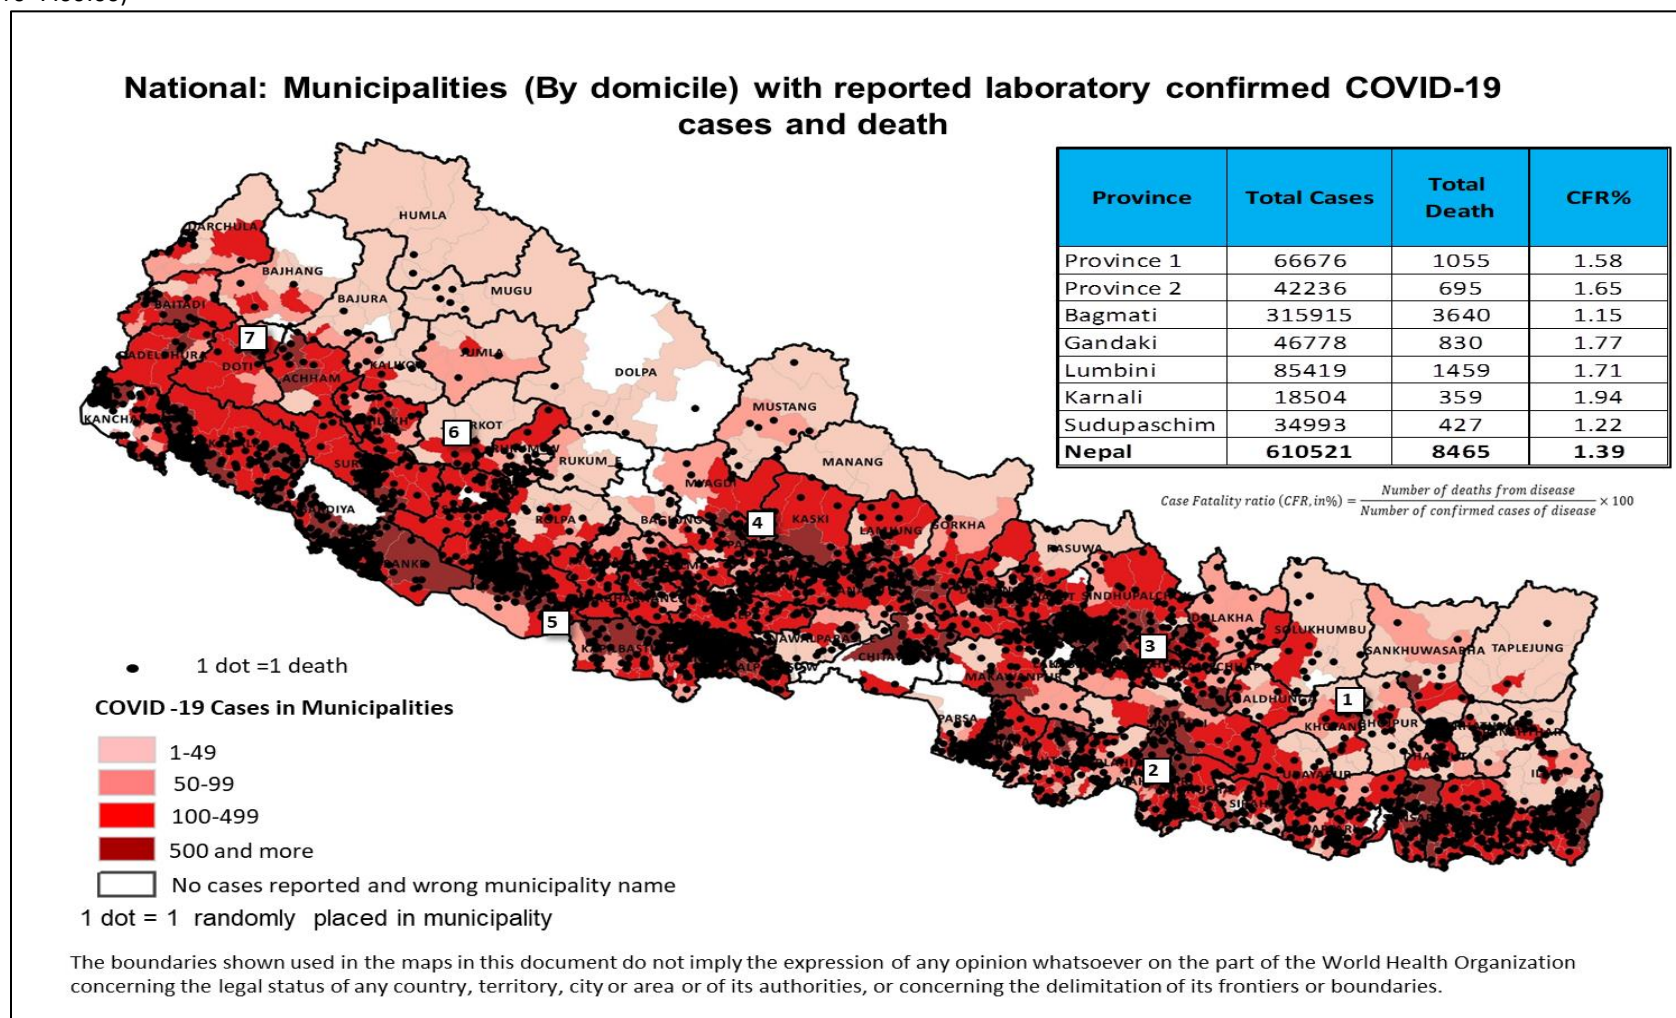 National: Municipalities (By domicile) with reported laboratory confirmed COVID-19
cases and death
Province Total Cases Total Death CFR%
Province 1 66676 1055 1.58
Province 2 42236 695 1.65
Bagmati 315915 3640 1.15
Gandaki 46778 830 1.77
Lumbini 85419 1459 1.71
Karnali 18504 359 1.94
Sudupaschim 34993 427 1.22
Nepal 610521 8465 1.39
Case Fatality ratio (CFR, in%) = Number of deaths from disease / Number of confirmed cases of disease × 100
HUMLA
DARCHULA
BAJHANG
MUGU
BAJURA
BAITADI
7
JUMLA
DOTI
ACHHAM
DOLPA
MUSTANG
6
RUKUM_E
MANANG
MYAGDI
ROLPA
4
KASKI
LAMJUNG
RASUWA
5
SINDHUPALCHOK
DOLAKHA
SOLUKHUMBU
SANKHUWASABHA
TAPLEJUNG
3
MAKAWANPUR
1
PARSA
2
1 dot =1 death
COVID -19 Cases in Municipalities
1-49
50-99
100-499
500 and more
No cases reported and wrong municipality name
1 dot = 1 randomly placed in municipality
The boundaries shown used in the maps in this document do not imply the expression of any opinion whatsoever on the part of the World Health Organization
concerning the legal status of any country, territory, city or area or of its authorities, or concerning the delimitation of its frontiers or boundaries.